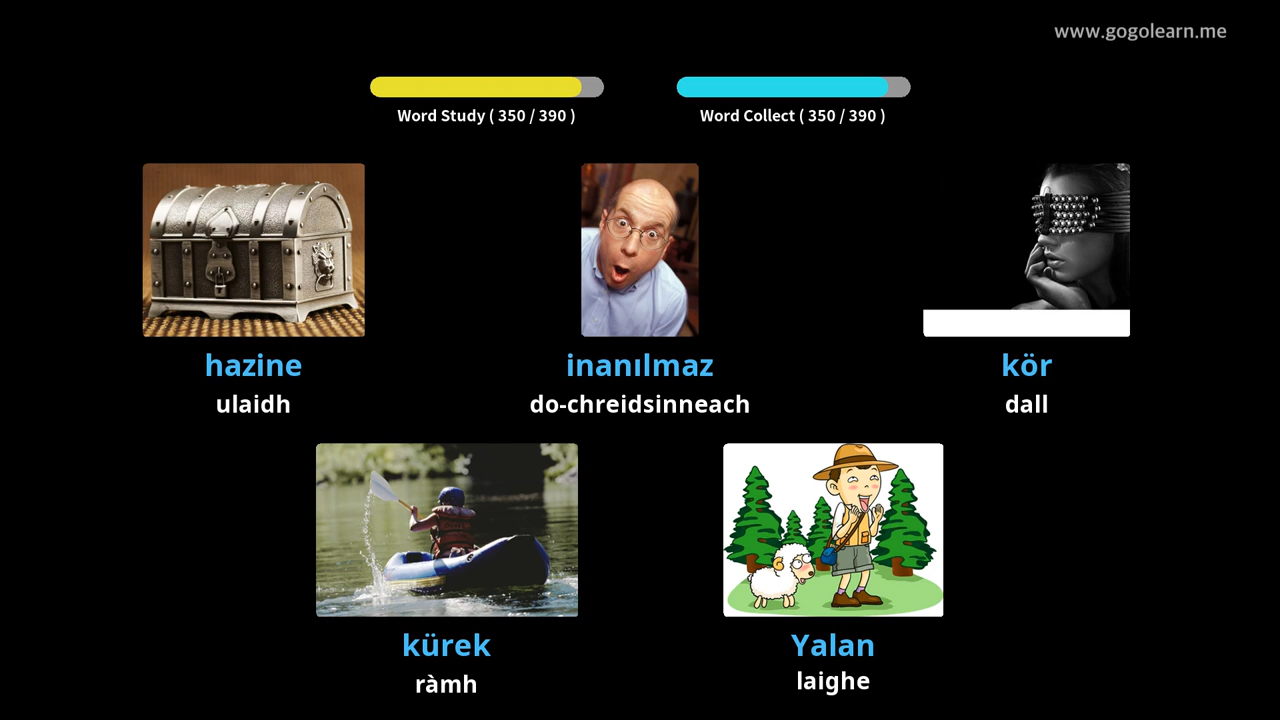 www.gogolearn.me
Word Study ( 350 / 390 )
Word Collect ( 350 / 390 )
hazine
ulaidh
inanılmaz
do-chreidsinneach
kör
dall
kürek
ràmh
Yalan
laighe